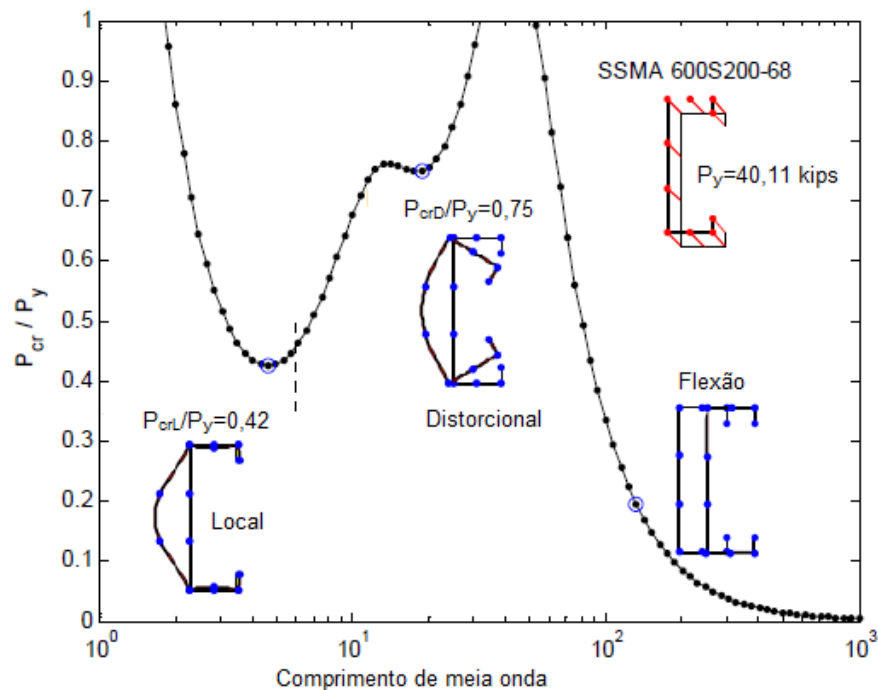 1
0.9
0.8
0.7
0.6
0.5
0.4
0.3
0.2
0.1
0
P_cr / P_y
SSMA 600S200-68
P_y=40,11 kips
P_crD/P_y=0,75
Distorcional
Flexão
P_crL/P_y=0,42
Local
10^0
10^1
10^2
10^3
Comprimento de meia onda